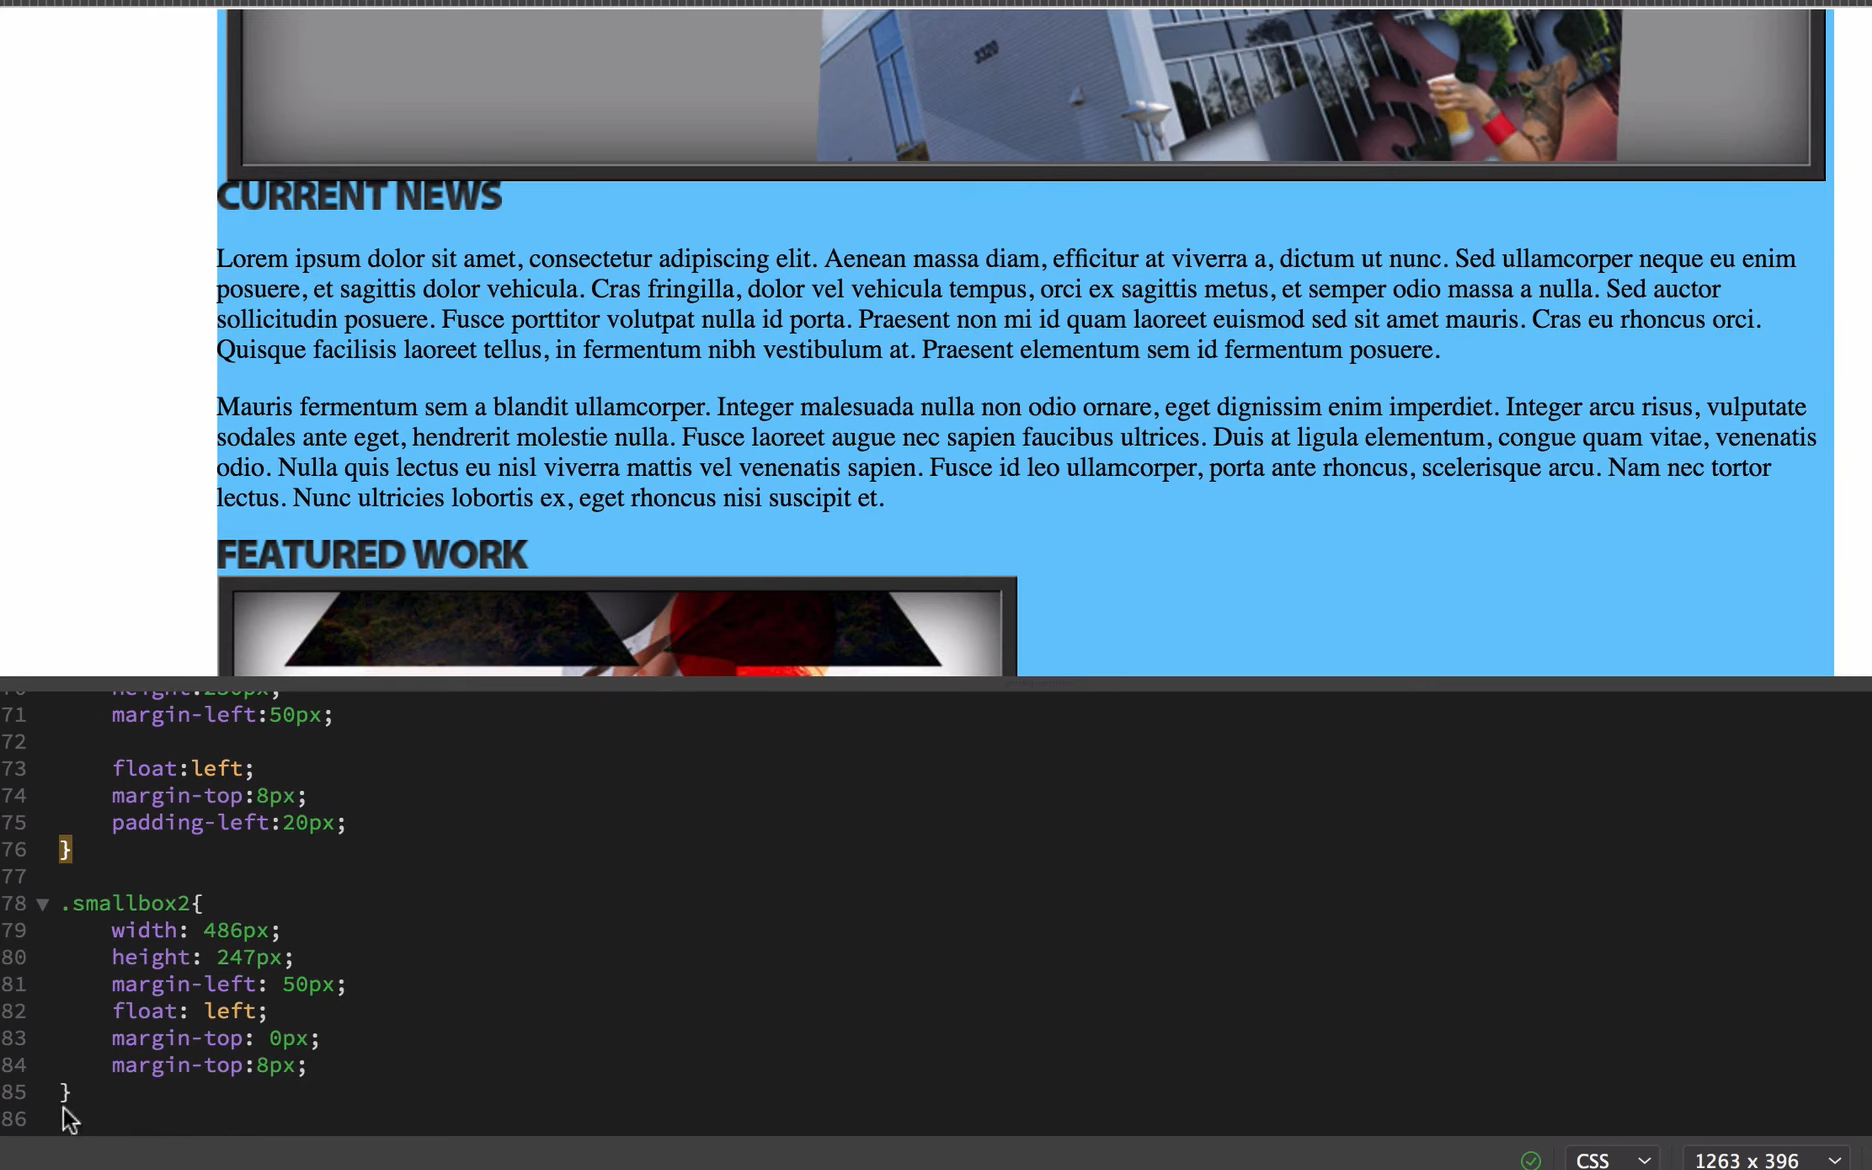 3320
CURRENT NEWS
Lorem ipsum dolor sit amet, consectetur adipiscing elit. Aenean massa diam, efficitur at viverra a, dictum ut nunc. Sed ullamcorper neque eu enim
posuere, et sagittis dolor vehicula. Cras fringilla, dolor vel vehicula tempus, orci ex sagittis metus, et semper odio massa a nulla. Sed auctor
sollicitudin posuere. Fusce porttitor volutpat nulla id porta. Praesent non mi id quam laoreet euismod sed sit amet mauris. Cras eu rhoncus orci.
Quisque facilisis laoreet tellus, in fermentum nibh vestibulum at. Praesent elementum sem id fermentum posuere.
Mauris fermentum sem a blandit ullamcorper. Integer malesuada nulla non odio ornare, eget dignissim enim imperdiet. Integer arcu risus, vulputate
sodales ante eget, hendrerit molestie nulla. Fusce laoreet augue nec sapien faucibus ultrices. Duis at ligula elementum, congue quam vitae, venenatis
odio. Nulla quis lectus eu nisl viverra mattis vel venenatis sapien. Fusce id leo ullamcorper, porta ante rhoncus, scelerisque arcu. Nam nec tortor
lectus. Nunc ultricies lobortis ex, eget rhoncus nisi suscipit et.
FEATURED WORK
71 margin-left:50px;
72
73 float:left;
74 margin-top:8px;
75 padding-left:20px;
76 }
77
78 .smallbox2{
79 width: 486px;
80 height: 247px;
81 margin-left: 50px;
82 float: left;
83 margin-top: 0px;
84 margin-top:8px;
85 }
86
CSS 1263 x 396